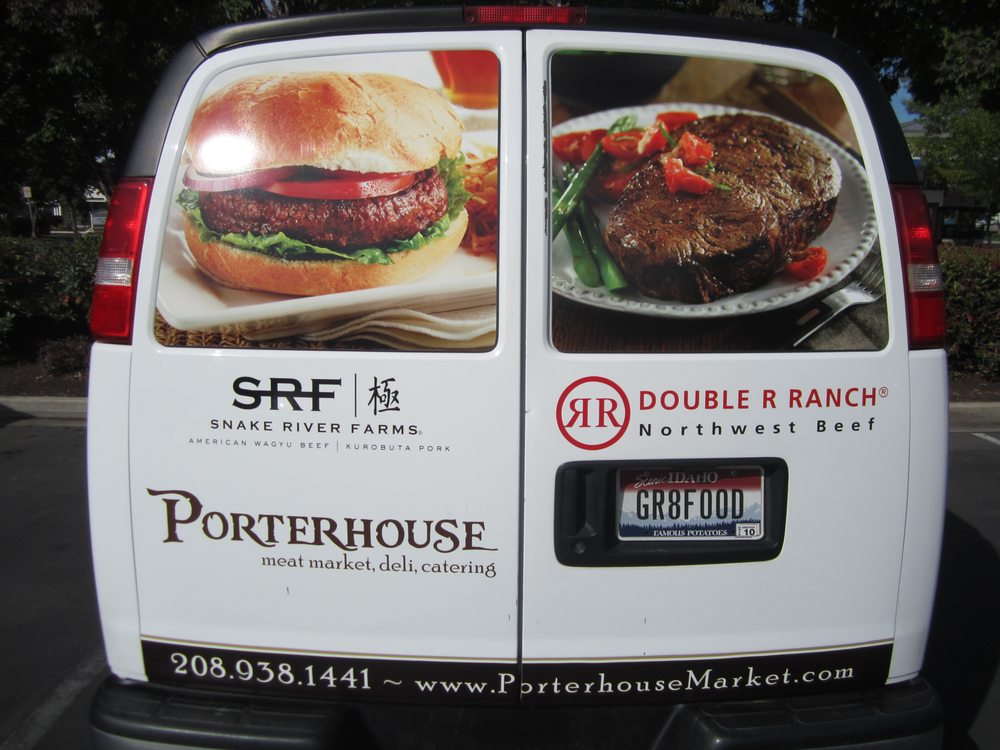 SRF | 極
SNAKE RIVER FARMS®
AMERICAN WAGYU BEEF | KUROBUTA PORK
PORTERHOUSE
meat market, deli, catering
RR DOUBLE R RANCH®
Northwest Beef
Scenic IDAHO
GR8FOOD
FAMOUS POTATOES
10
208.938.1441 ~ www.PorterhouseMarket.com